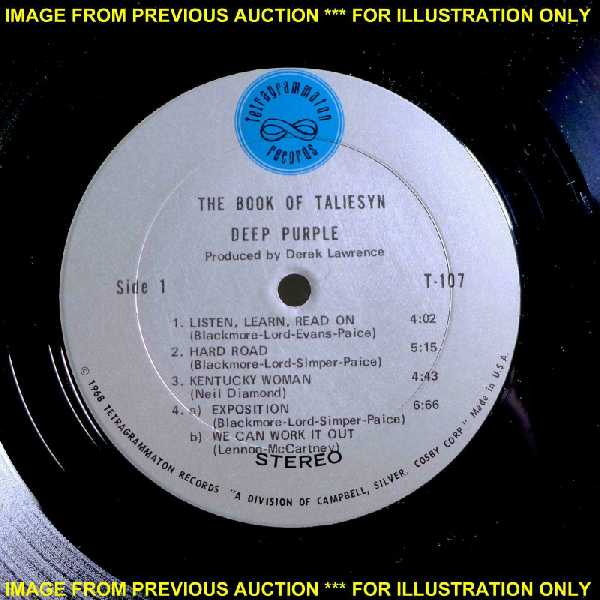 IMAGE FROM PREVIOUS AUCTION *** FOR ILLUSTRATION ONLY
tetragrammaton
records
THE BOOK OF TALIESYN
DEEP PURPLE
Produced by Derek Lawrence
Side 1 T-107
1. LISTEN, LEARN, READ ON 4:02
(Blackmore-Lord-Evans-Paice)
2. HARD ROAD 5:15
(Blackmore-Lord-Simper-Paice)
3. KENTUCKY WOMAN 4:43
(Neil Diamond)
4. a) EXPOSITION 6:66
(Blackmore-Lord-Simper-Paice)
b) WE CAN WORK IT OUT
(Lennon-McCartney)
STEREO
© 1968 TETRAGRAMMATON RECORDS "A DIVISION OF CAMPBELL, SILVER, COSBY CORP." Made in U.S.A.
IMAGE FROM PREVIOUS AUCTION *** FOR ILLUSTRATION ONLY